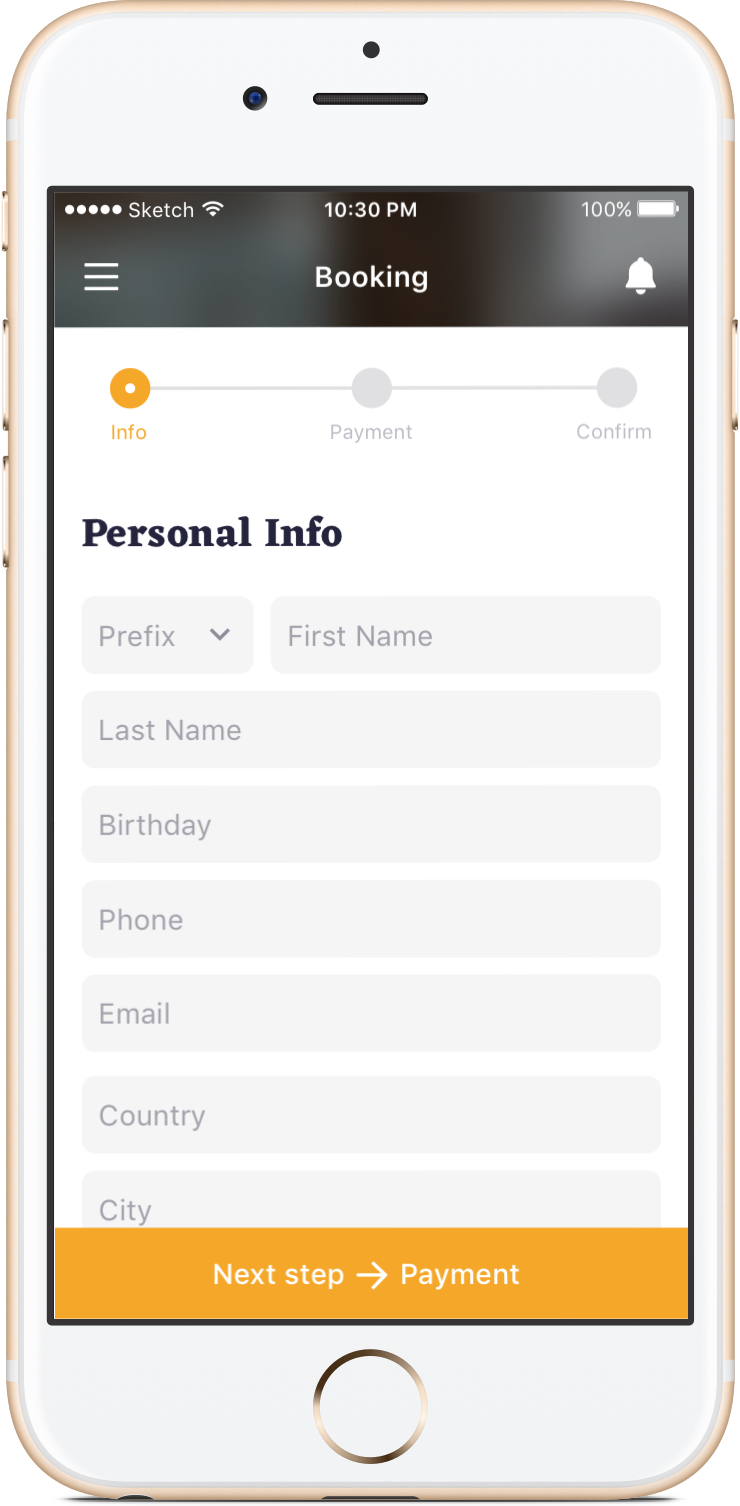 Sketch 10:30 PM 100%
Booking
Info Payment Confirm
Personal Info
Prefix First Name
Last Name
Birthday
Phone
Email
Country
City
Next step → Payment